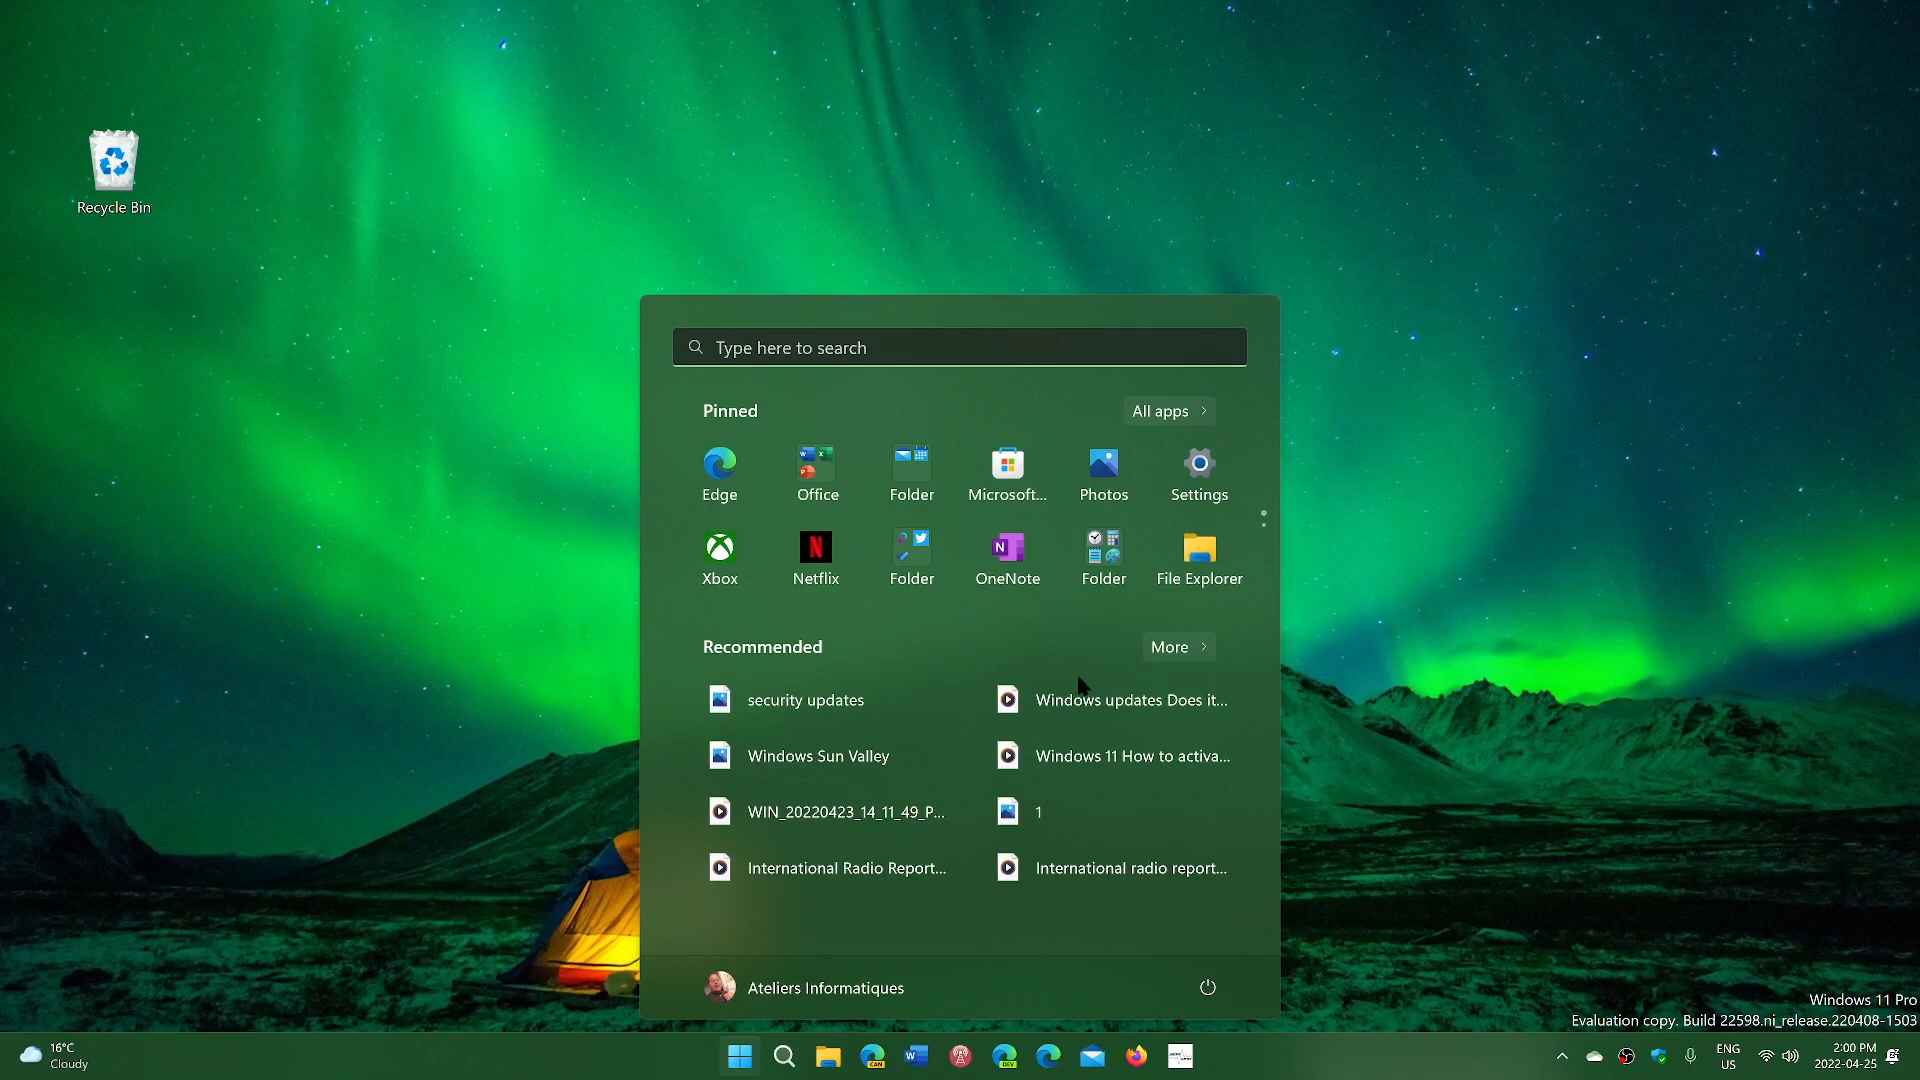 Recycle Bin
Type here to search
Pinned
All apps
Edge
Office
Folder
Microsoft...
Photos
Settings
Xbox
Netflix
Folder
OneNote
Folder
File Explorer
Recommended
More
security updates
Windows updates Does it...
Windows Sun Valley
Windows 11 How to activa...
WIN_20220423_14_11_49_P...
1
International Radio Report...
International radio report...
Ateliers Informatiques
Windows 11 Pro
Evaluation copy. Build 22598.ni_release.220408-1503
16°C
Cloudy
CAN
DEV
ENG
US
2:00 PM
2022-04-25